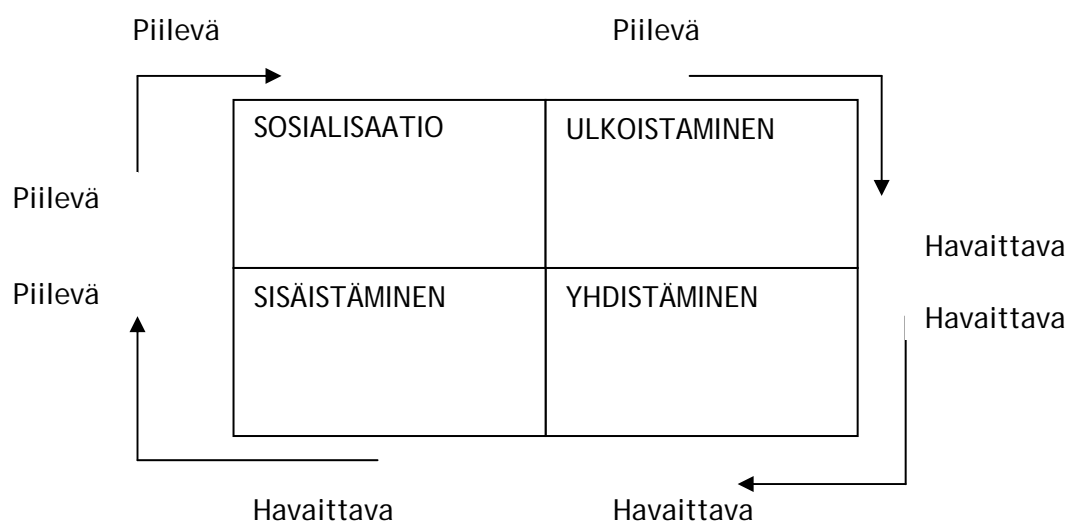 Piilevä Piilevä
SOSIALISAATIO ULKOISTAMINEN
Piilevä
Havaittava
Piilevä SISÄISTÄMINEN YHDISTÄMINEN
Havaittava
Havaittava Havaittava